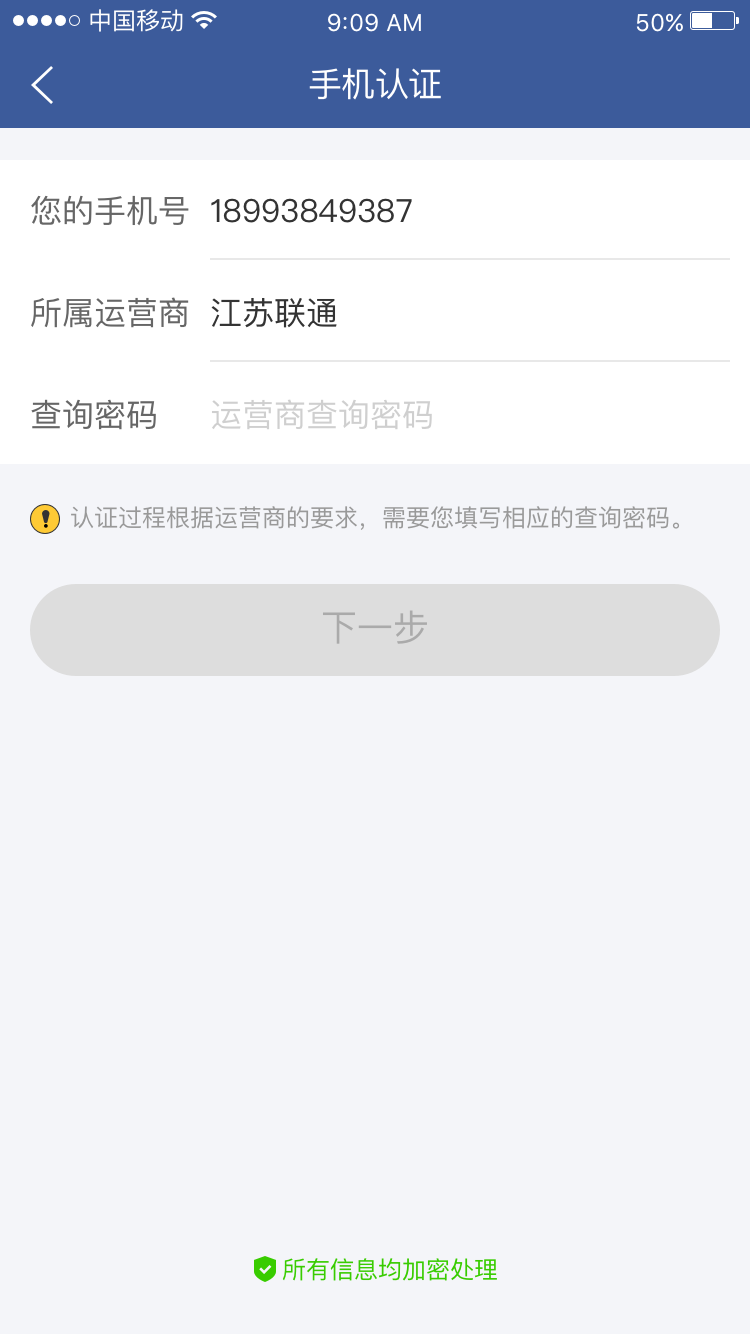 中国移动 9:09 AM 50%
手机认证
您的手机号 18993849387
所属运营商 江苏联通
查询密码 运营商查询密码
认证过程根据运营商的要求，需要您填写相应的查询密码。
下一步
所有信息均加密处理